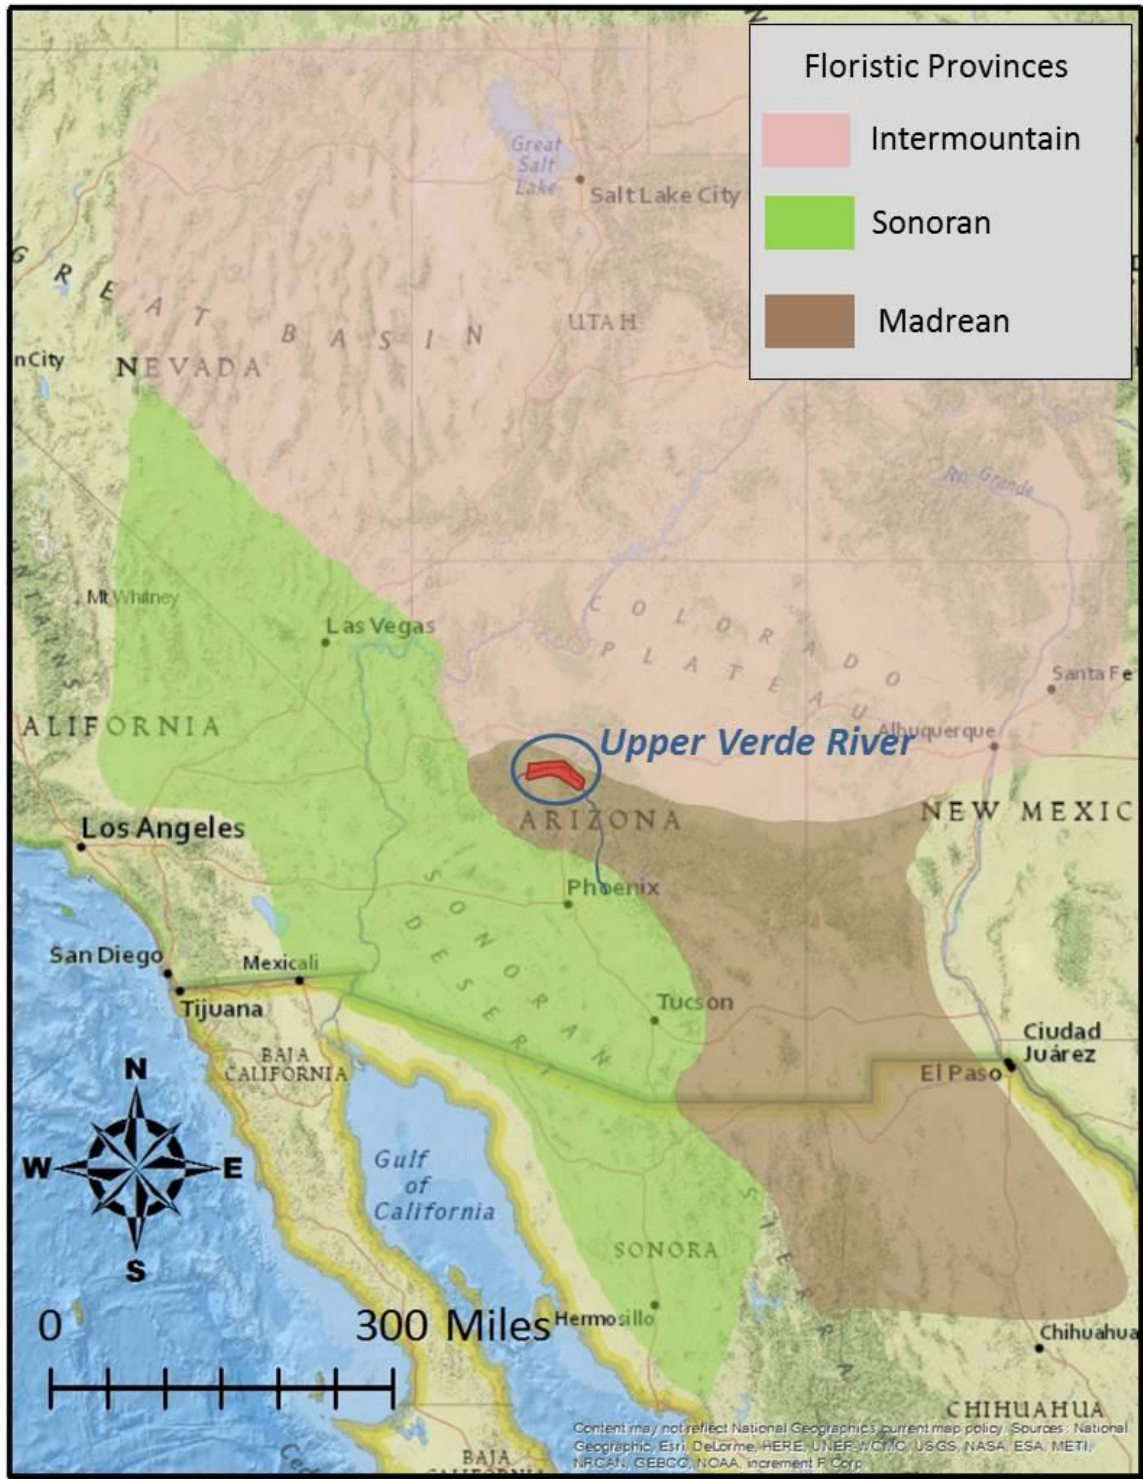 Floristic Provinces
Intermountain
Sonoran
Madrean
Great
Salt
Lake
Salt Lake City
GREAT BASIN
UTAH
n City
NEVADA
Rio Grande
Mt Whitney
COLORADO
PLATEAU
Las Vegas
Santa Fe
ALIFORNIA
Albuquerque
Upper Verde River
NEW MEXIC
ARIZONA
Los Angeles
Phoenix
SONORAN
DESERT
San Diego
Mexicali
Tijuana
Tucson
Ciudad
Juárez
El Paso
BAJA
CALIFORNIA
N
W
E
S
Gulf
of
California
SONORA
SIERRA
0
300 Miles
Hermosillo
Chihuahua
CHIHUAHUA
Content may not reflect National Geographic's current map policy. Sources: National
Geographic, Esri, DeLorme, HERE, UNEP-WCMC, USGS, NASA, ESA, METI,
NRCAN, GEBCO, NOAA, increment P Corp.
BAJA
CALIFORNIA